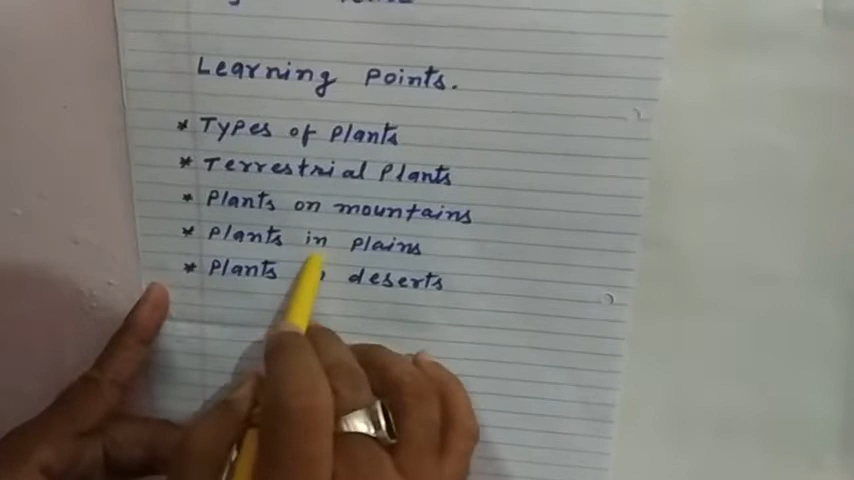 Learning Points.
* Types of Plants
* Terrestrial Plants
* Plants on mountains
* Plants in plains
* Plants deserts